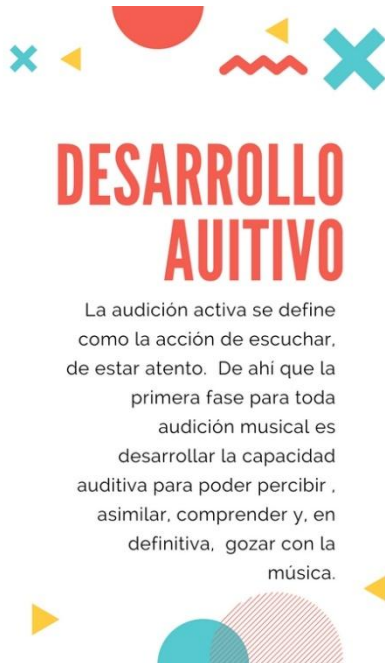 DESARROLLO
AUITIVO
La audición activa se define
como la acción de escuchar,
de estar atento.  De ahí que la
primera fase para toda
audición musical es
desarrollar la capacidad
auditiva para poder percibir ,
asimilar, comprender y, en
definitiva,  gozar con la
música.